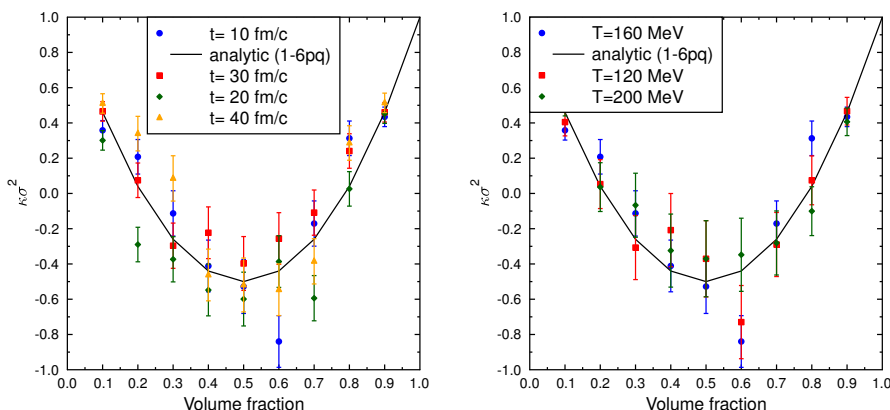 1.0
0.8
0.6
0.4
0.2
0.0
-0.2
-0.4
-0.6
-0.8
-1.0
κσ²
t= 10 fm/c
analytic (1-6pq)
t= 30 fm/c
t= 20 fm/c
t= 40 fm/c
0.0 0.1 0.2 0.3 0.4 0.5 0.6 0.7 0.8 0.9 1.0
Volume fraction
1.0
0.8
0.6
0.4
0.2
0.0
-0.2
-0.4
-0.6
-0.8
-1.0
κσ²
T=160 MeV
analytic (1-6pq)
T=120 MeV
T=200 MeV
0.0 0.1 0.2 0.3 0.4 0.5 0.6 0.7 0.8 0.9 1.0
Volume fraction